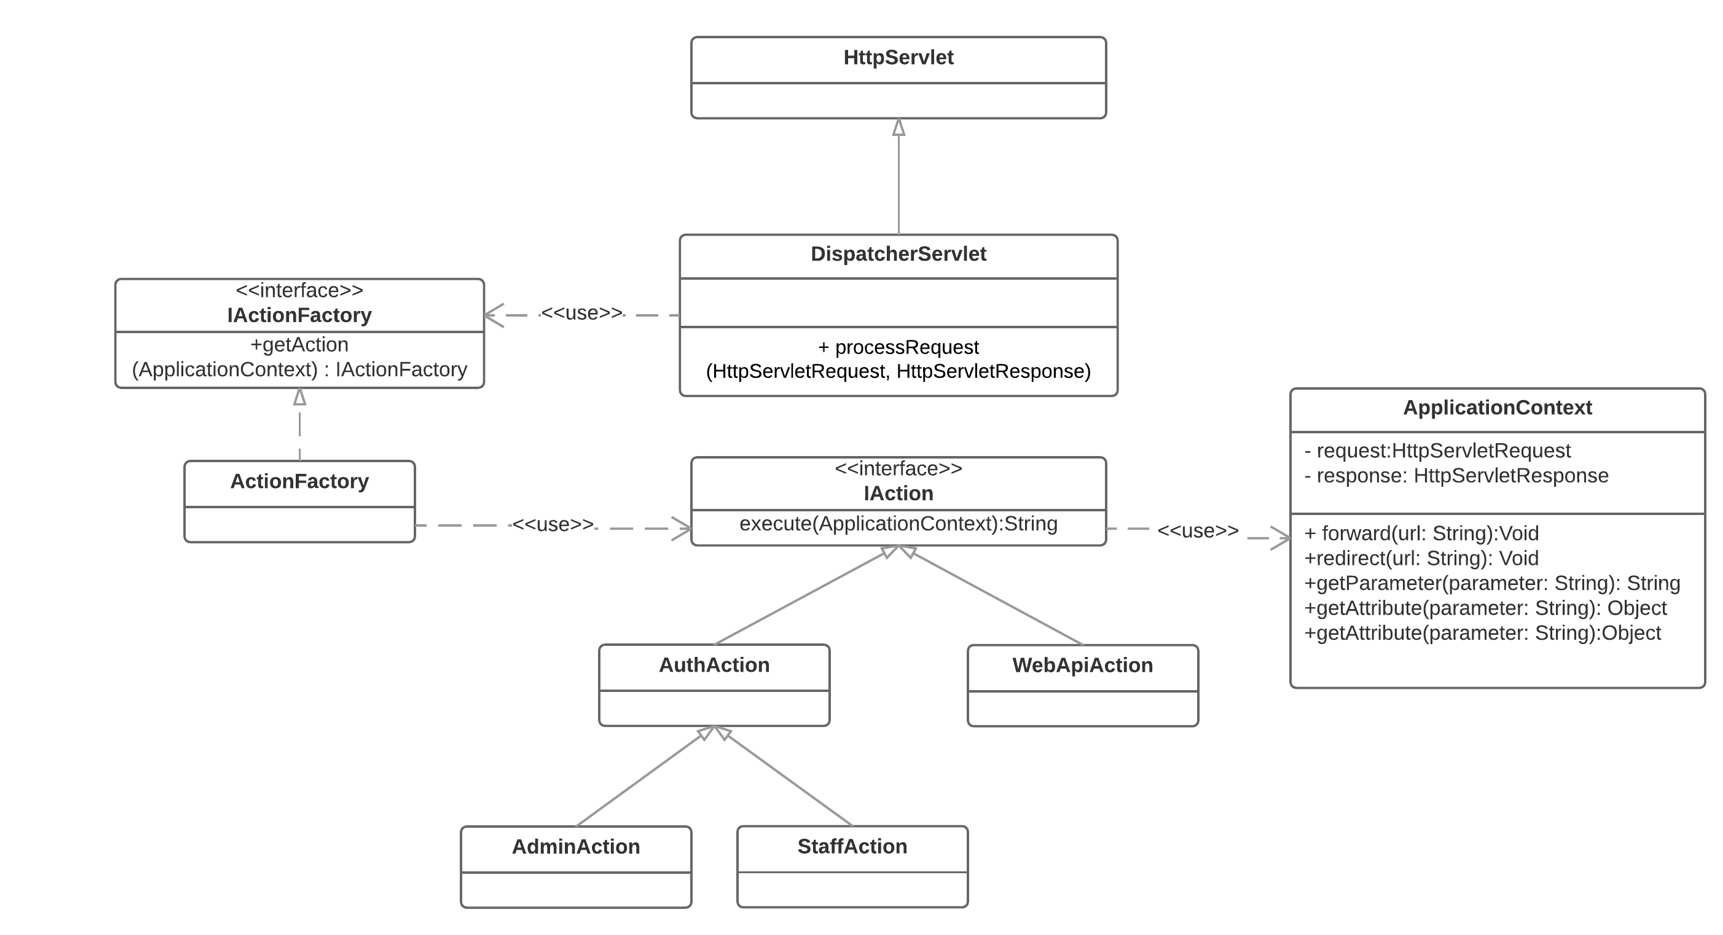 HttpServlet
DispatcherServlet
+ processRequest
(HttpServletRequest, HttpServletResponse)
<<interface>>
IActionFactory
+getAction
(ApplicationContext) : IActionFactory
<<use>>
ActionFactory
<<use>>
<<interface>>
IAction
execute(ApplicationContext):String
<<use>>
ApplicationContext
- request:HttpServletRequest
- response: HttpServletResponse
+ forward(url: String):Void
+redirect(url: String): Void
+getParameter(parameter: String): String
+getAttribute(parameter: String): Object
+getAttribute(parameter: String):Object
AuthAction
WebApiAction
AdminAction
StaffAction